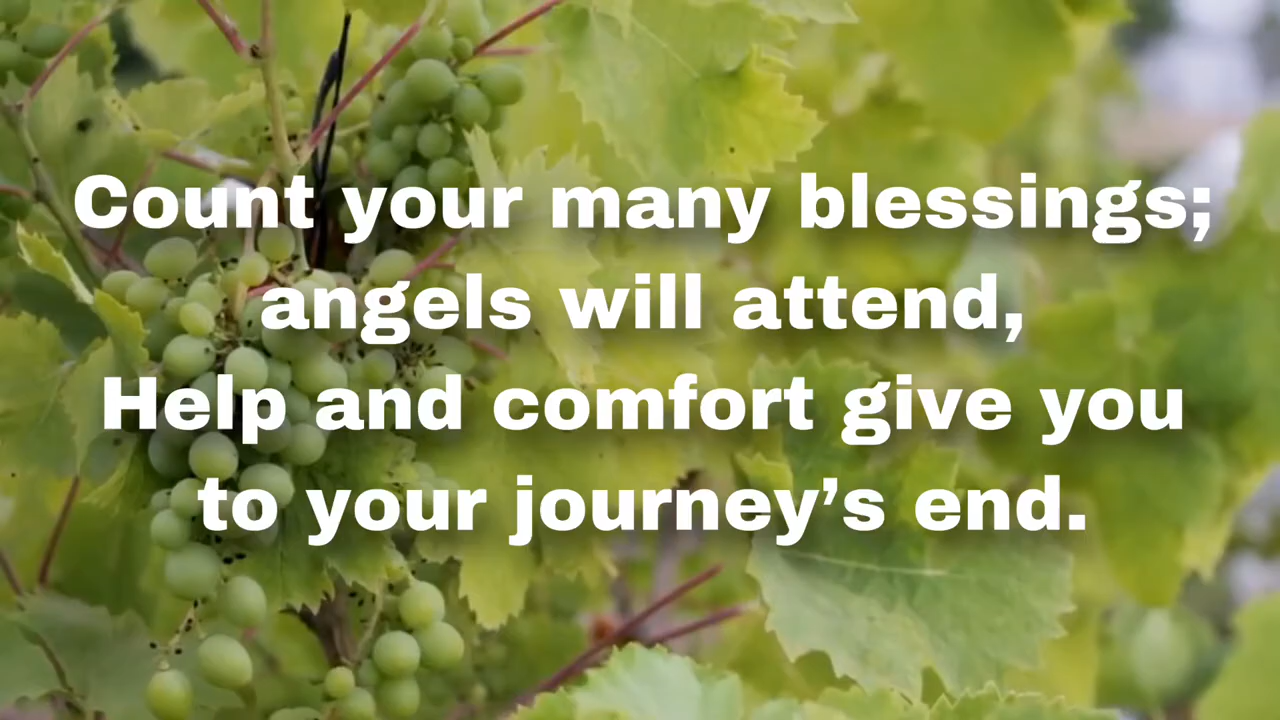 Count your many blessings;
angels will attend,
Help and comfort give you
to your journey’s end.